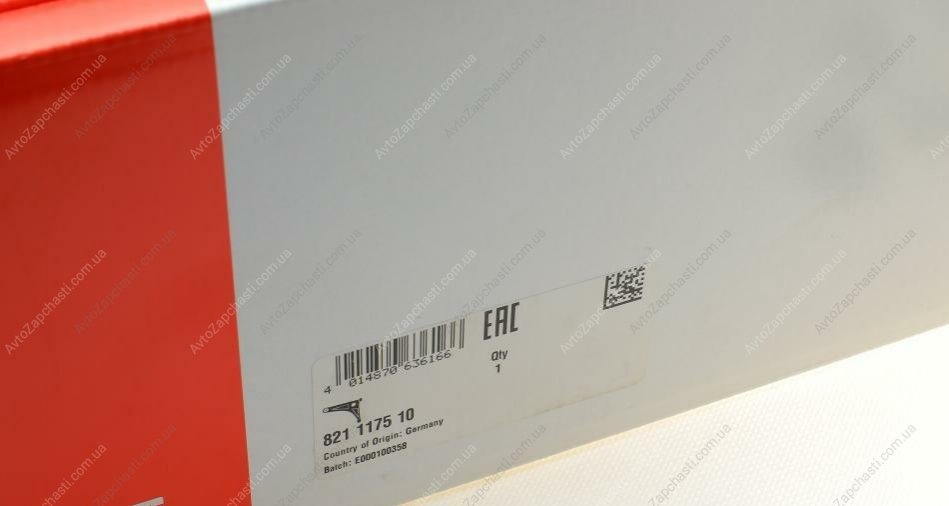 EAC
Qty
1
4 014870 636166
821 1175 10
Country of Origin: Germany
Batch: E000100358
AvtoZapchasti.com.ua